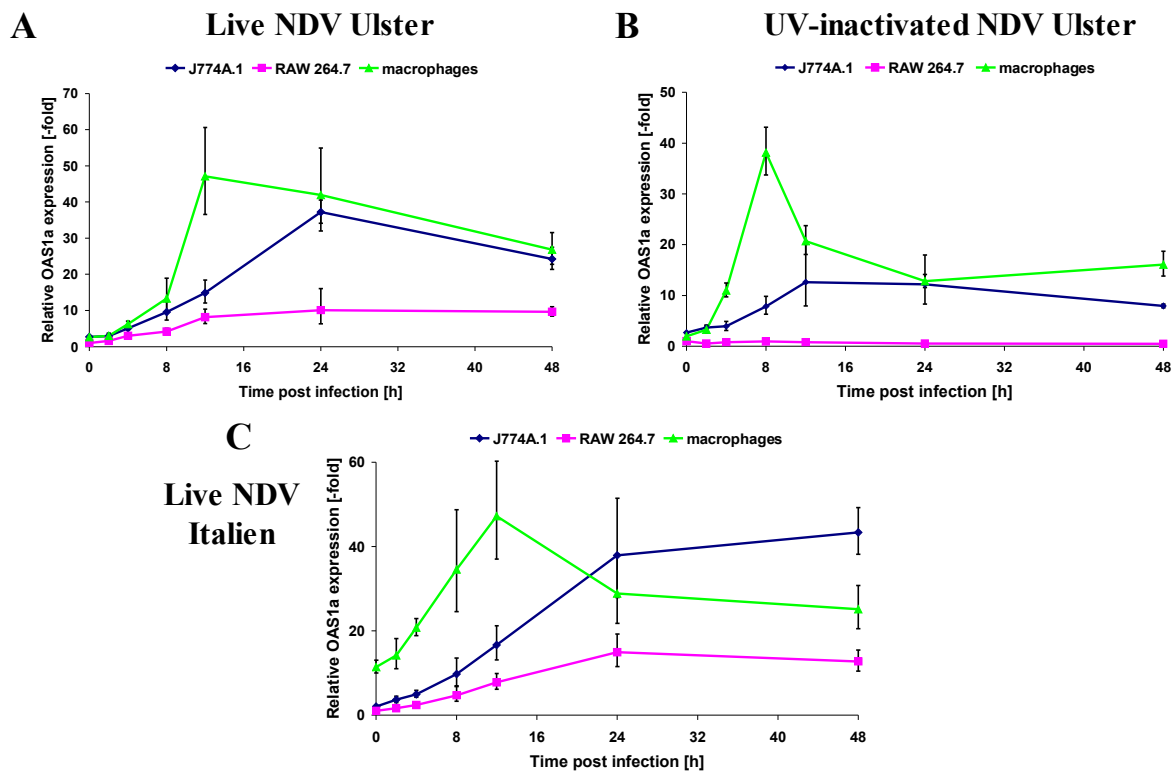 A
Live NDV Ulster
J774A.1 RAW 264.7 macrophages
Relative OAS1a expression [-fold]
70
60
50
40
30
20
10
0
0 8 16 24 32 40 48
Time post infection [h]
B
UV-inactivated NDV Ulster
J774A.1 RAW 264.7 macrophages
Relative OAS1a expression [-fold]
50
40
30
20
10
0
0 8 16 24 32 40 48
Time post infection [h]
C
Live NDV
Italien
J774A.1 RAW 264.7 macrophages
Relative OAS1a expression [-fold]
60
40
20
0
0 8 16 24 32 40 48
Time post infection [h]